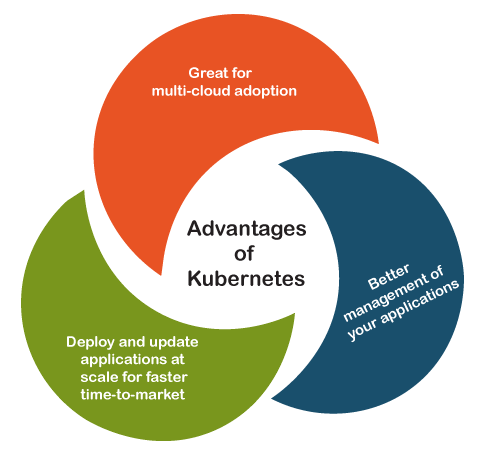 Great for
multi-cloud adoption
Advantages
of
Kubernetes
Better
management of
your applications
Deploy and update
applications at
scale for faster
time-to-market